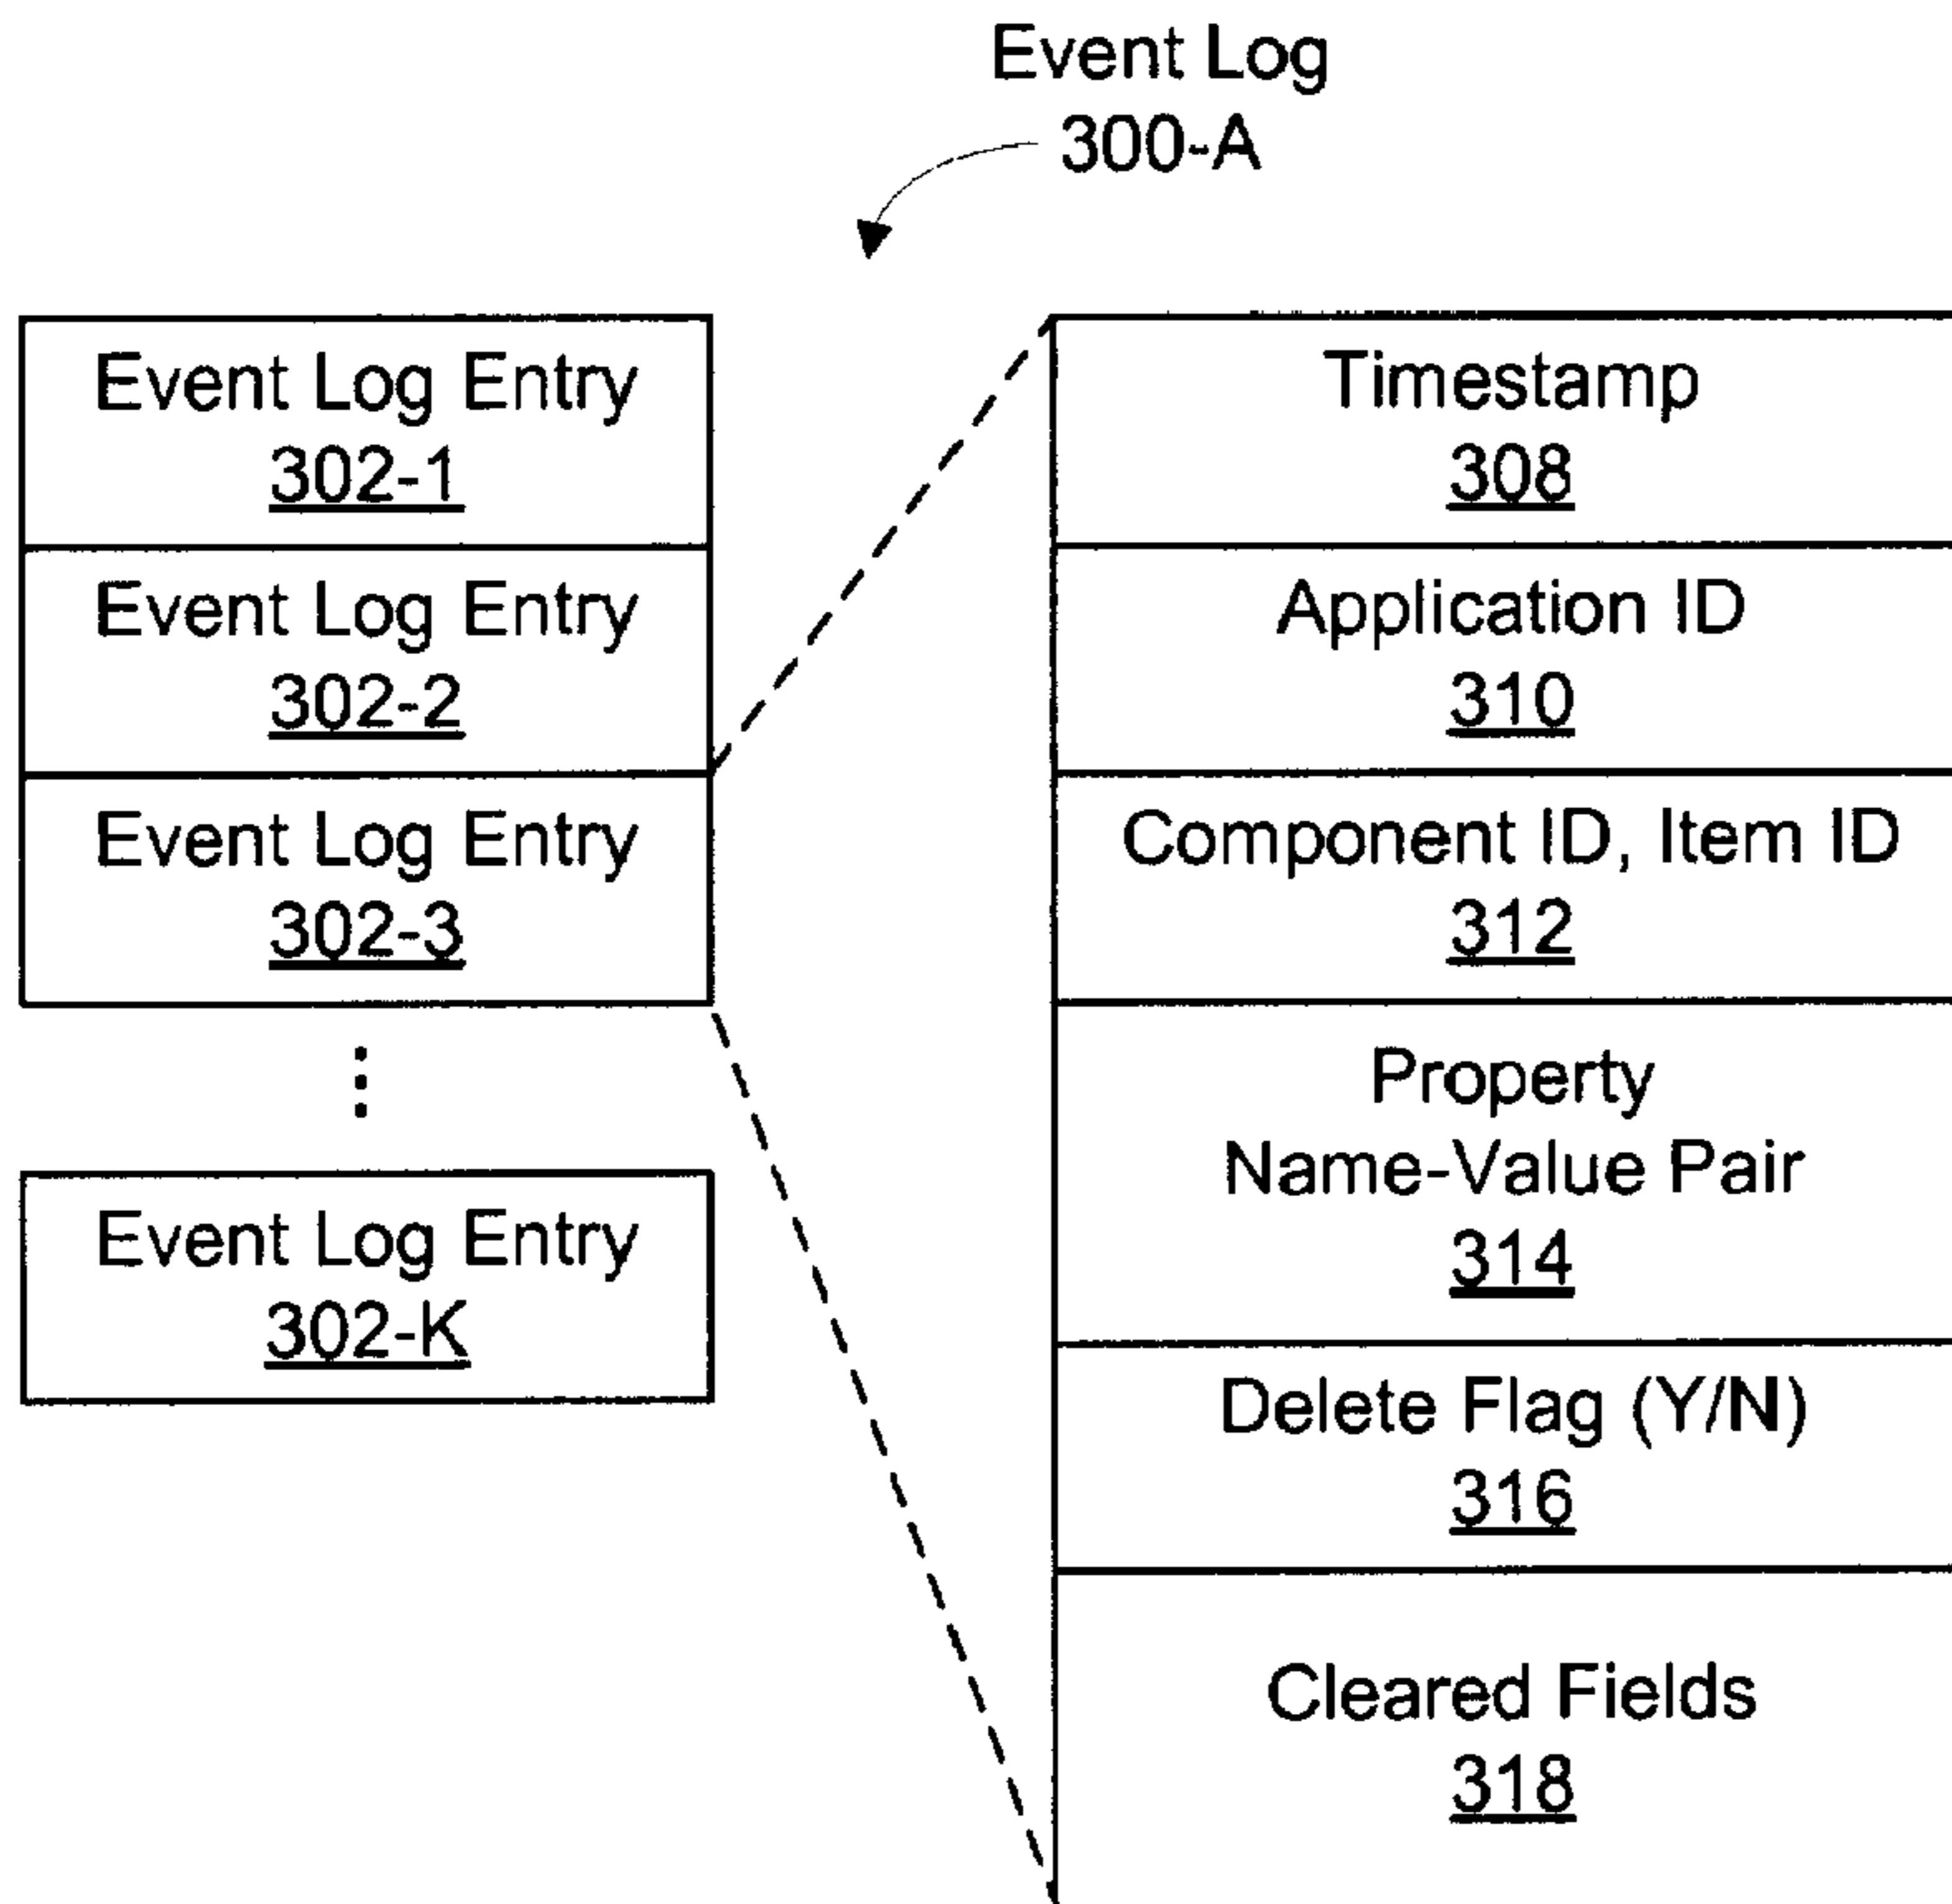 Event Log
300-A
Event Log Entry
302-1
Event Log Entry
302-2
Event Log Entry
302-3
Event Log Entry
302-K
Timestamp
308
Application ID
310
Component ID, Item ID
312
Property
Name-Value Pair
314
Delete Flag (Y/N)
316
Cleared Fields
318